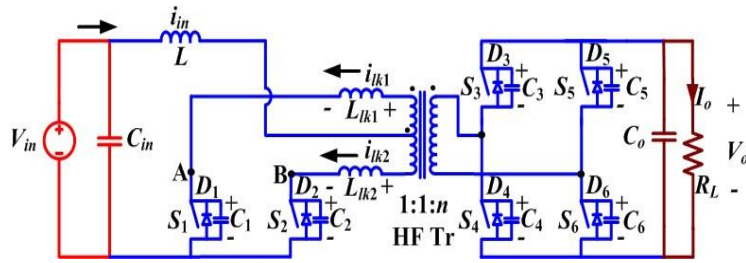 i_in
L
V_in
C_in
i_lk1
- L_lk1 +
i_lk2
- L_lk2 +
A
B
D_1
S_1
+
C_1
-
D_2
S_2
+
C_2
-
1:1:n
HF Tr
D_3
S_3
+
C_3
-
D_5
S_5
+
C_5
-
D_4
S_4
+
C_4
-
D_6
S_6
+
C_6
-
C_o
I_o
R_L
+
V_o
-